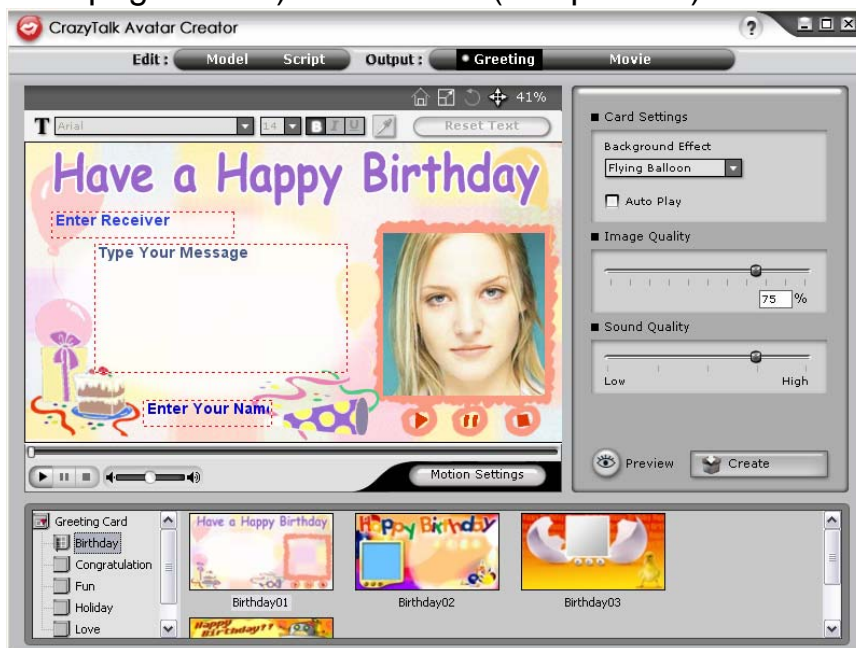 CrazyTalk Avatar Creator
?
Edit : Model Script Output : Greeting Movie
41%
T Arial 14 B I U Reset Text
Have a Happy Birthday
Enter Receiver
Type Your Message
Enter Your Nam
Motion Settings
Card Settings
Background Effect
Flying Balloon
Auto Play
Image Quality
75 %
Sound Quality
Low High
Preview Create
Greeting Card
Birthday
Congratulation
Fun
Holiday
Love
Have a Happy Birthday
Birthday01
Happy Birthday
Birthday02
Birthday03
Happy
Birthday!!